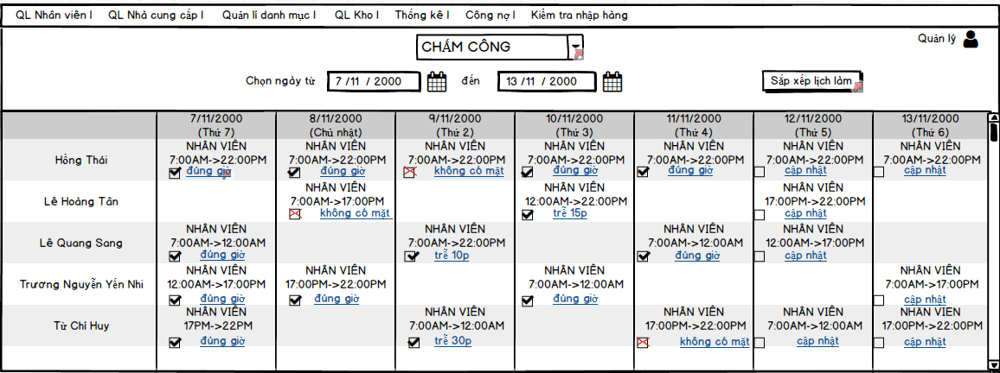 QL Nhân viên | QL Nhà cung cấp | Quản lí danh mục | QL Kho | Thống kê | Công nợ | Kiểm tra nhập hàng
Quản lý
CHẤM CÔNG
Chọn ngày từ 7 /11 / 2000 đến 13 /11 / 2000 Sắp xếp lịch làm
7/11/2000 8/11/2000 9/11/2000 10/11/2000 11/11/2000 12/11/2000 13/11/2000
(Thứ 7) (Chủ nhật) (Thứ 2) (Thứ 3) (Thứ 4) (Thứ 5) (Thứ 6)
NHÂN VIÊN NHÂN VIÊN NHÂN VIÊN NHÂN VIÊN NHÂN VIÊN NHÂN VIÊN NHÂN VIÊN
Hồng Thái 7:00AM->22:00PM 7:00AM->22:00PM 7:00AM->22:00PM 7:00AM->22:00PM 7:00AM->22:00PM 7:00AM->22:00PM 7:00AM->22:00PM
đúng giờ đúng giờ không có mặt đúng giờ đúng giờ cập nhật cập nhật
NHÂN VIÊN NHÂN VIÊN NHÂN VIÊN
Lê Hoàng Tân 7:00AM->17:00PM 12:00AM->22:00PM 17:00PM->22:00PM
không có mặt trễ 15p cập nhật
NHÂN VIÊN NHÂN VIÊN NHÂN VIÊN NHÂN VIÊN
Lê Quang Sang 7:00AM->12:00AM 7:00AM->22:00PM 7:00AM->12:00AM 12:00AM->17:00PM
đúng giờ trễ 10p đúng giờ cập nhật
NHÂN VIÊN NHÂN VIÊN NHÂN VIÊN NHÂN VIÊN
Trương Nguyễn Yến Nhi 12:00AM->17:00PM 17:00PM->22:00PM 7:00AM->12:00AM 7:00AM->17:00PM
đúng giờ đúng giờ đúng giờ cập nhật
NHÂN VIÊN NHÂN VIÊN NHÂN VIÊN NHÂN VIÊN NHÂN VIÊN
Từ Chí Huy 17PM->22PM 7:00AM->12:00AM 17:00PM->22:00PM 7:00AM->12:00AM 17:00PM->22:00PM
đúng giờ trễ 30p không có mặt cập nhật cập nhật